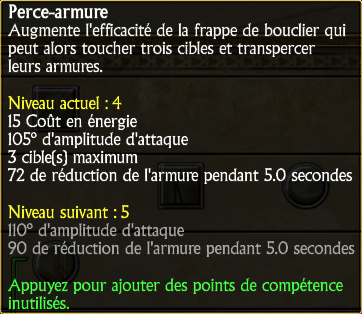 Perce-armure
Augmente l'efficacité de la frappe de bouclier qui
peut alors toucher trois cibles et transpercer
leurs armures.
Niveau actuel : 4
15 Coût en énergie
105° d'amplitude d'attaque
3 cible(s) maximum
72 de réduction de l'armure pendant 5.0 secondes
Niveau suivant : 5
110° d'amplitude d'attaque
90 de réduction de l'armure pendant 5.0 secondes
Appuyez pour ajouter des points de compétence
inutilisés.